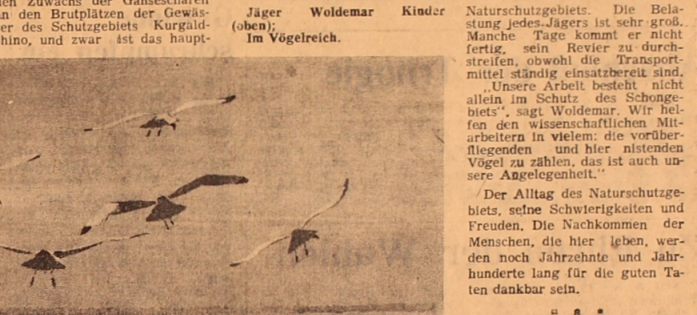 den Zuwachs der Gänsescharen
an den Brutplätzen der Gewäs-
ser des Schutzgebiets Kurgald-
hino, und zwar ist das haupt-
Jäger Woldemar Kinder
(oben);
Im Vögelreich.
Naturschutzgebiets. Die Bela-
stung jedes Jägers ist sehr groß.
Manche Tage kommt er nicht
fertig, sein Revier zu durch-
streifen, obwohl die Transport-
mittel ständig einsatzbereit sind.
„Unsere Arbeit besteht nicht
allein im Schutz des Schonge-
biets", sagt Woldemar. Wir hel-
fen den wissenschaftlichen Mit-
arbeitern in vielem: die vorüber-
fliegenden und hier nistenden
Vögel zu zählen, das ist auch un-
sere Angelegenheit."
Der Alltag des Naturschutzge-
biets, seine Schwierigkeiten und
Freuden. Die Nachkommen der
Menschen, die hier leben, wer-
den noch Jahrzehnte und Jahr-
hunderte lang für die guten Ta-
ten dankbar sein.